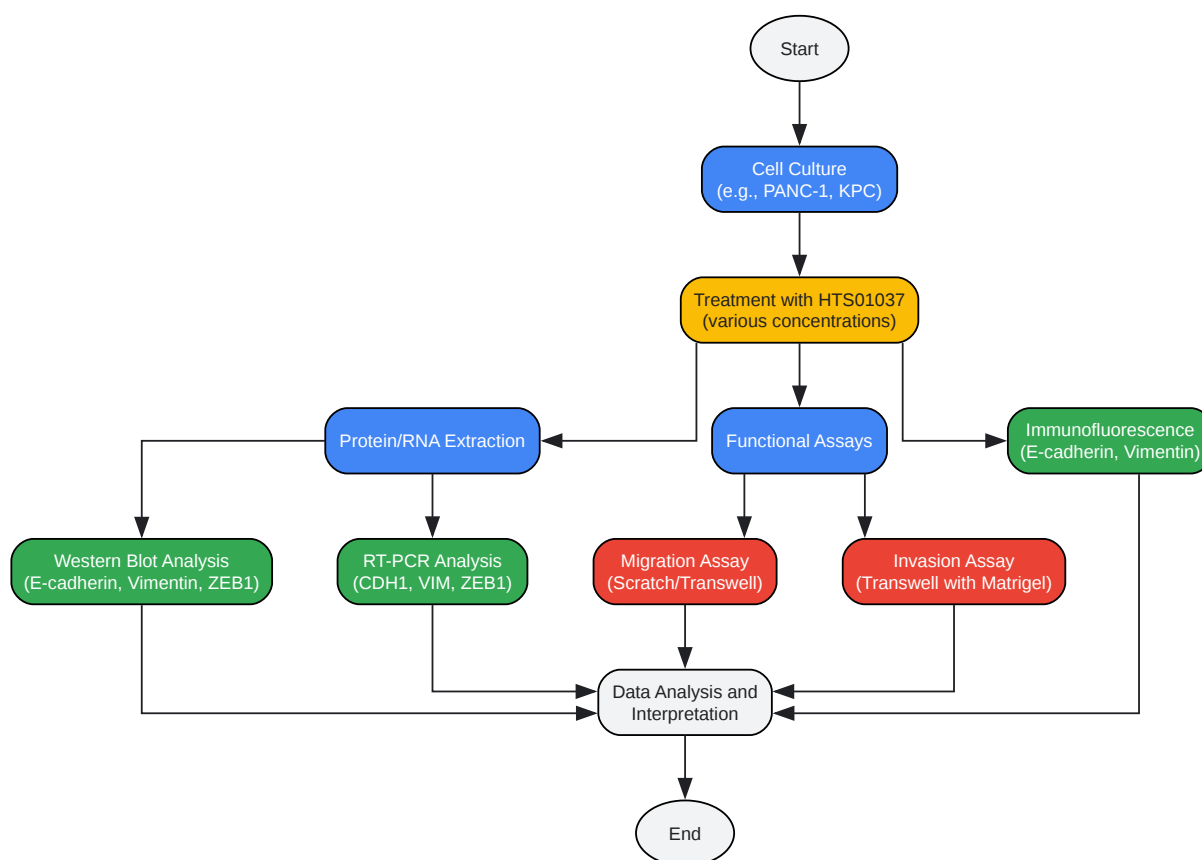 Start
Cell Culture
(e.g., PANC-1, KPC)
Treatment with HTS01037
(various concentrations)
Protein/RNA Extraction
Functional Assays
Immunofluorescence
(E-cadherin, Vimentin)
Western Blot Analysis
(E-cadherin, Vimentin, ZEB1)
RT-PCR Analysis
(CDH1, VIM, ZEB1)
Migration Assay
(Scratch/Transwell)
Invasion Assay
(Transwell with Matrigel)
Data Analysis and
Interpretation
End